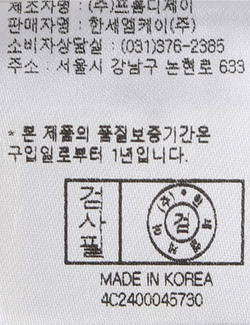 제조자명 : (주)프롬디제이
판매자명 : 한세엠케이(주)
소비자상담실 : (031)376-2385
주소 : 서울시 강남구 논현로 633
* 본 제품의 품질보증기간은
구입일로부터 1년입니다.
검사필
검
MADE IN KOREA
4C2400045730